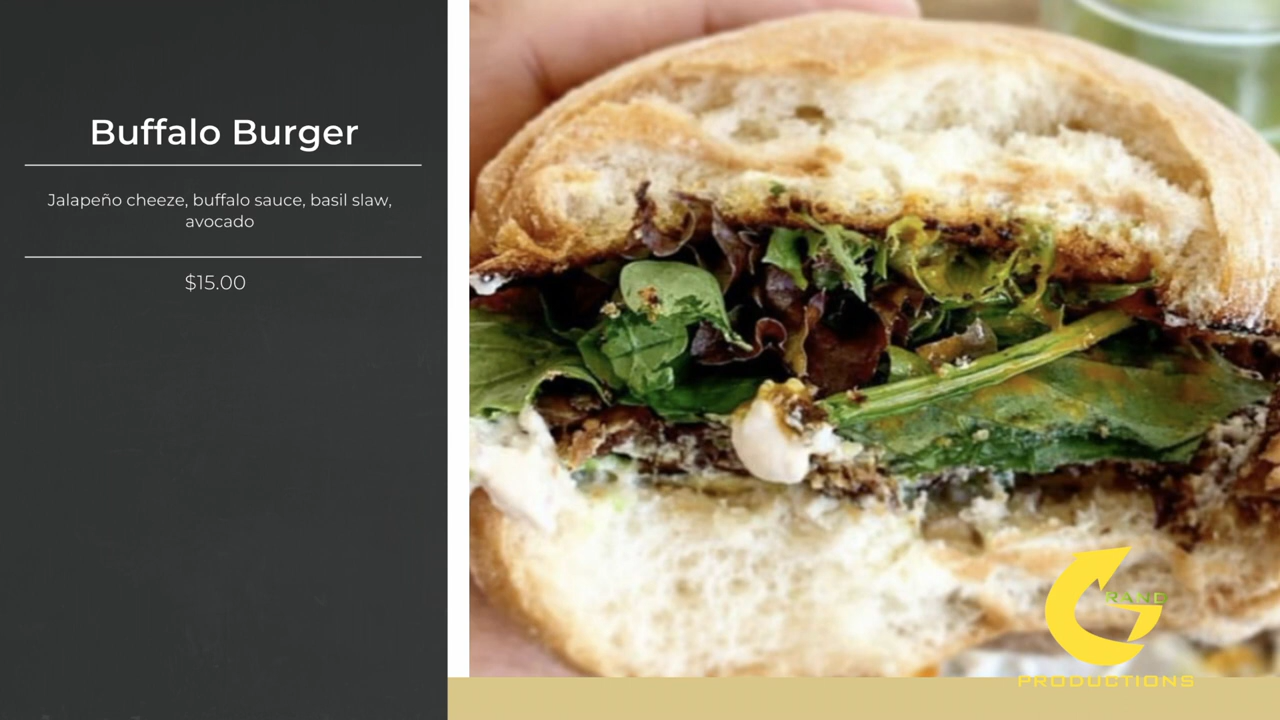 Buffalo Burger
Jalapeño cheeze, buffalo sauce, basil slaw,
avocado
$15.00
RAND
PRODUCTIONS